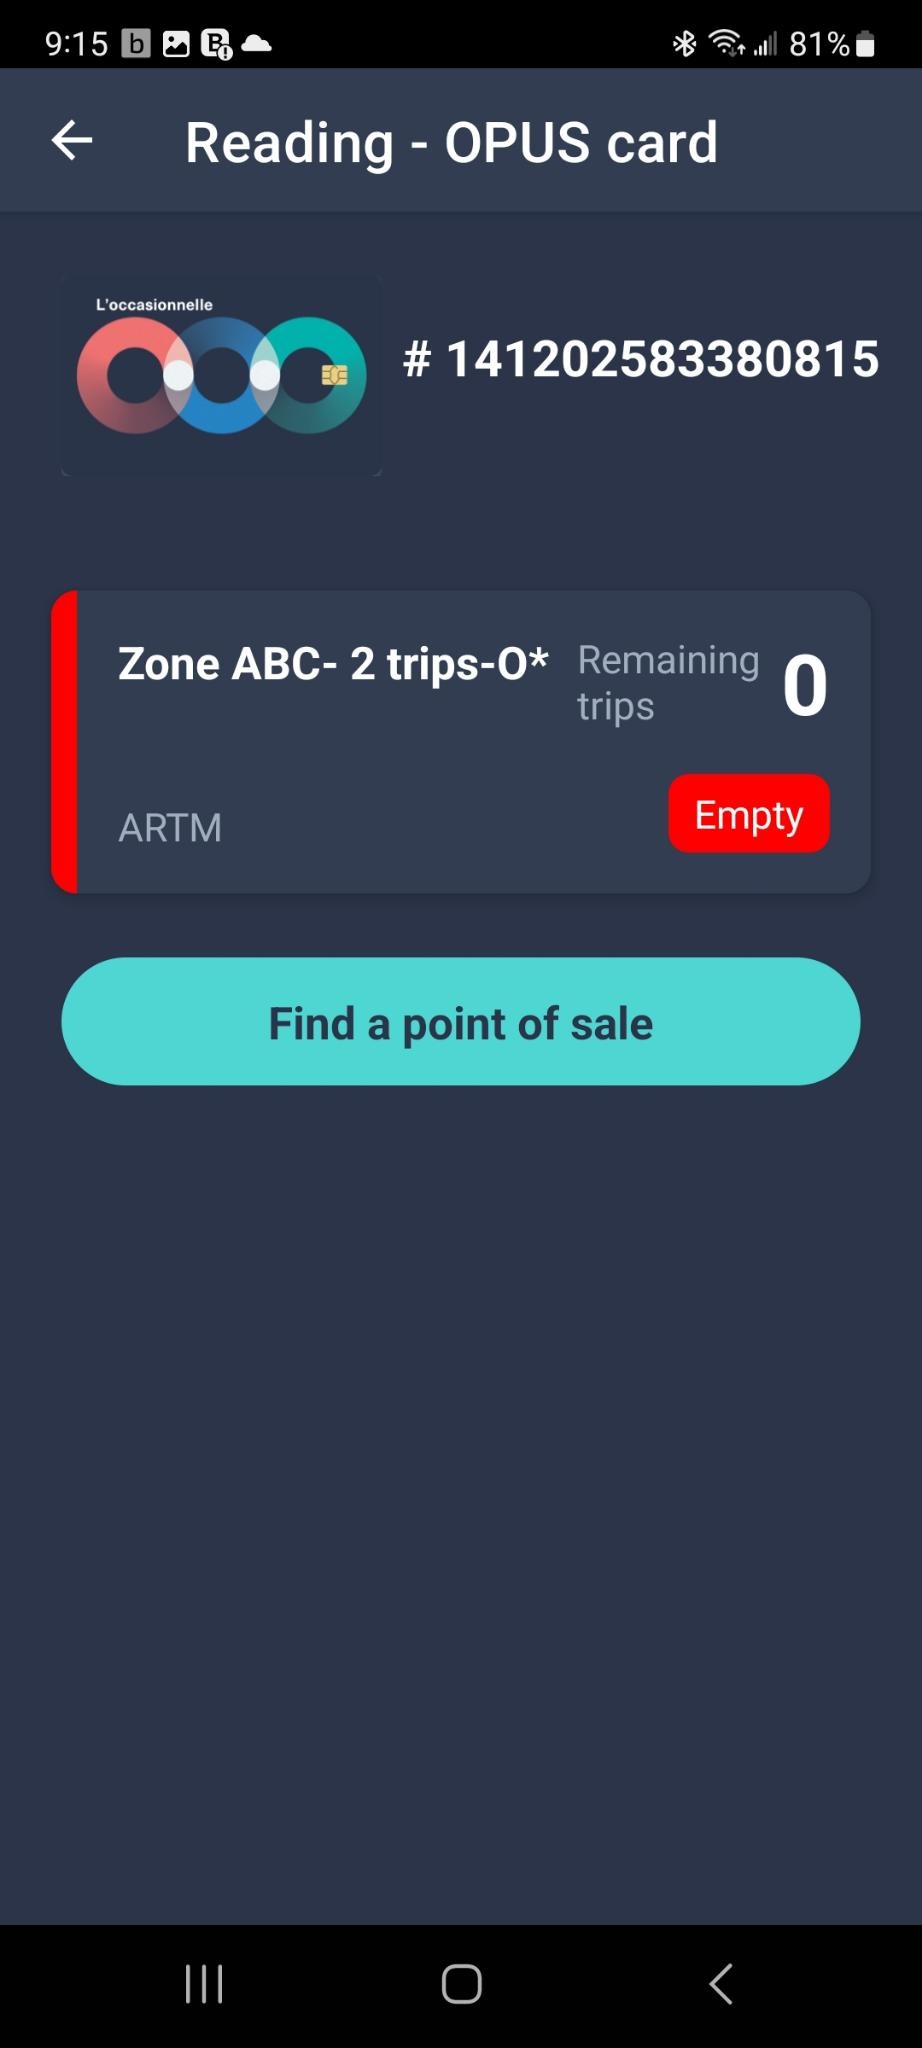 9:15
81%
Reading - OPUS card
L'occasionnelle
# 141202583380815
Zone ABC- 2 trips-O*
Remaining
trips
0
ARTM
Empty
Find a point of sale